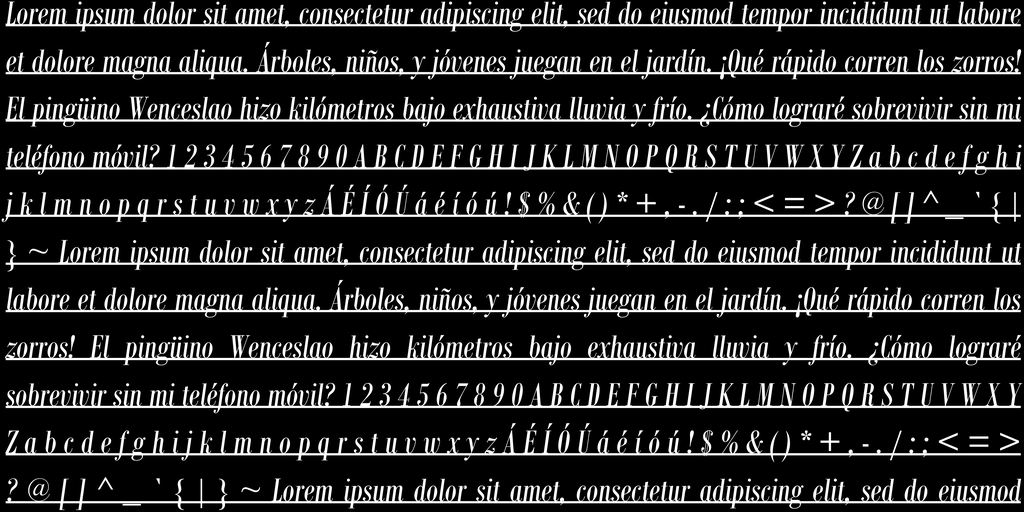 Lorem ipsum dolor sit amet, consectetur adipiscing elit, sed do eiusmod tempor incididunt ut labore
et dolore magna aliqua. Árboles, niños, y jóvenes juegan en el jardín. ¡Qué rápido corren los zorros!
El pingüino Wenceslao hizo kilómetros bajo exhaustiva lluvia y frío. ¿Cómo lograré sobrevivir sin mi
teléfono móvil? 1 2 3 4 5 6 7 8 9 0 A B C D E F G H I J K L M N O P Q R S T U V W X Y Z a b c d e f g h i
j k l m n o p q r s t u v w x y z Á É Í Ó Ú á é í ó ú ! $ % & ( ) * + , - . / : ; < = > ? @ [ ] ^ _ ` { |
} ~ Lorem ipsum dolor sit amet, consectetur adipiscing elit, sed do eiusmod tempor incididunt ut
labore et dolore magna aliqua. Árboles, niños, y jóvenes juegan en el jardín. ¡Qué rápido corren los
zorros! El pingüino Wenceslao hizo kilómetros bajo exhaustiva lluvia y frío. ¿Cómo lograré
sobrevivir sin mi teléfono móvil? 1 2 3 4 5 6 7 8 9 0 A B C D E F G H I J K L M N O P Q R S T U V W X Y
Z a b c d e f g h i j k l m n o p q r s t u v w x y z Á É Í Ó Ú á é í ó ú ! $ % & ( ) * + , - . / : ; < = >
? @ [ ] ^ _ ` { | } ~ Lorem ipsum dolor sit amet, consectetur adipiscing elit, sed do eiusmod